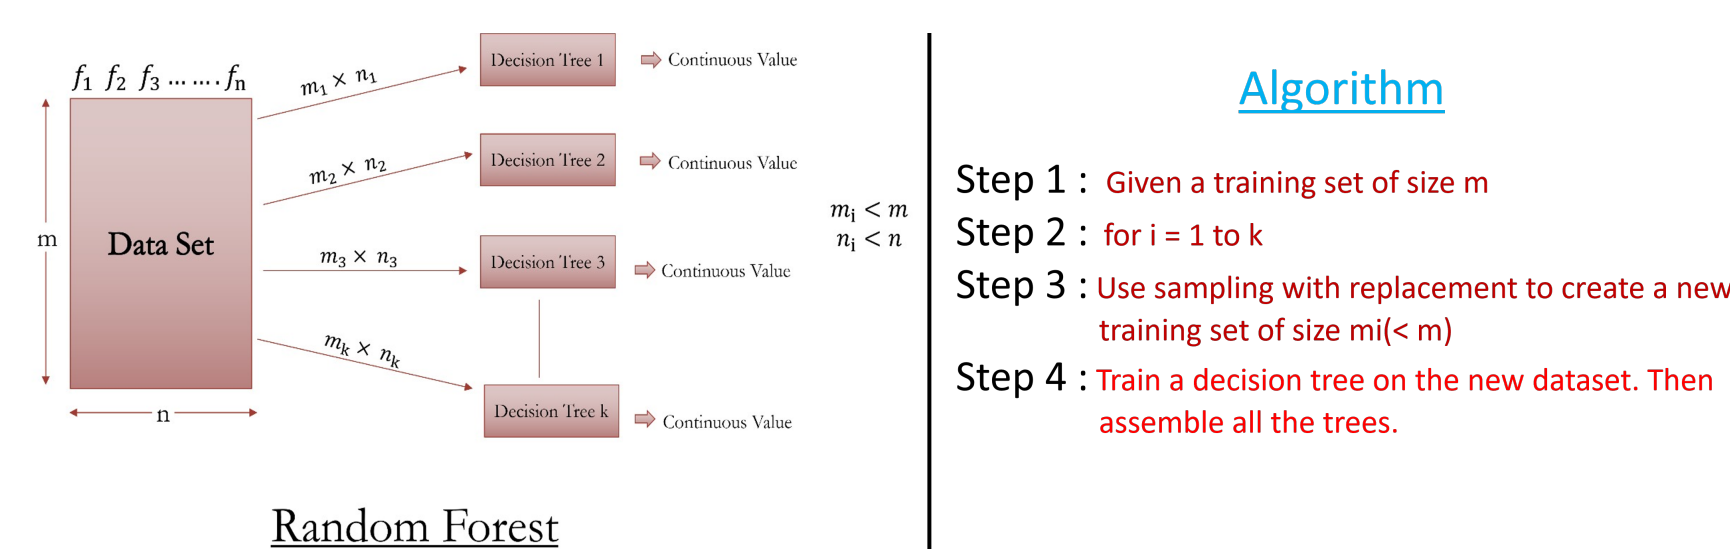 f₁ f₂ f₃ ... ... . fₙ
m
Data Set
n
m₁ × n₁
m₂ × n₂
m₃ × n₃
mₖ × nₖ
Decision Tree 1
Continuous Value
Decision Tree 2
Continuous Value
Decision Tree 3
Continuous Value
Decision Tree k
Continuous Value
mᵢ < m
nᵢ < n
Random Forest
Algorithm
Step 1 : Given a training set of size m
Step 2 : for i = 1 to k
Step 3 : Use sampling with replacement to create a new
training set of size mi(< m)
Step 4 : Train a decision tree on the new dataset. Then
assemble all the trees.